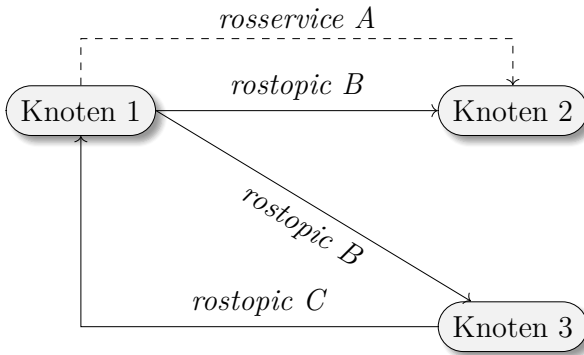 rosservice A
rostopic B
Knoten 1
Knoten 2
rostopic B
rostopic C
Knoten 3